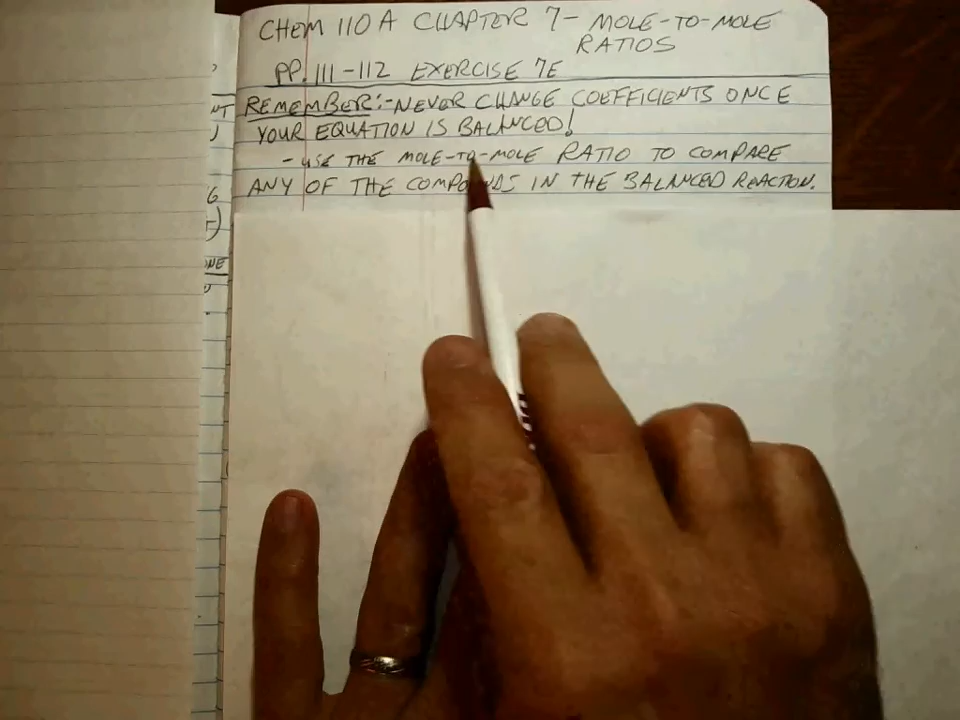 CHEM 110A CHAPTER 7- MOLE-TO-MOLE
RATIOS
PP. 111-112 EXERCISE 7E
REMEMBER:-NEVER CHANGE COEFFICIENTS ONCE
YOUR EQUATION IS BALANCED!
- USE THE MOLE-TO-MOLE RATIO TO COMPARE
ANY OF THE COMPOUNDS IN THE BALANCED REACTION.